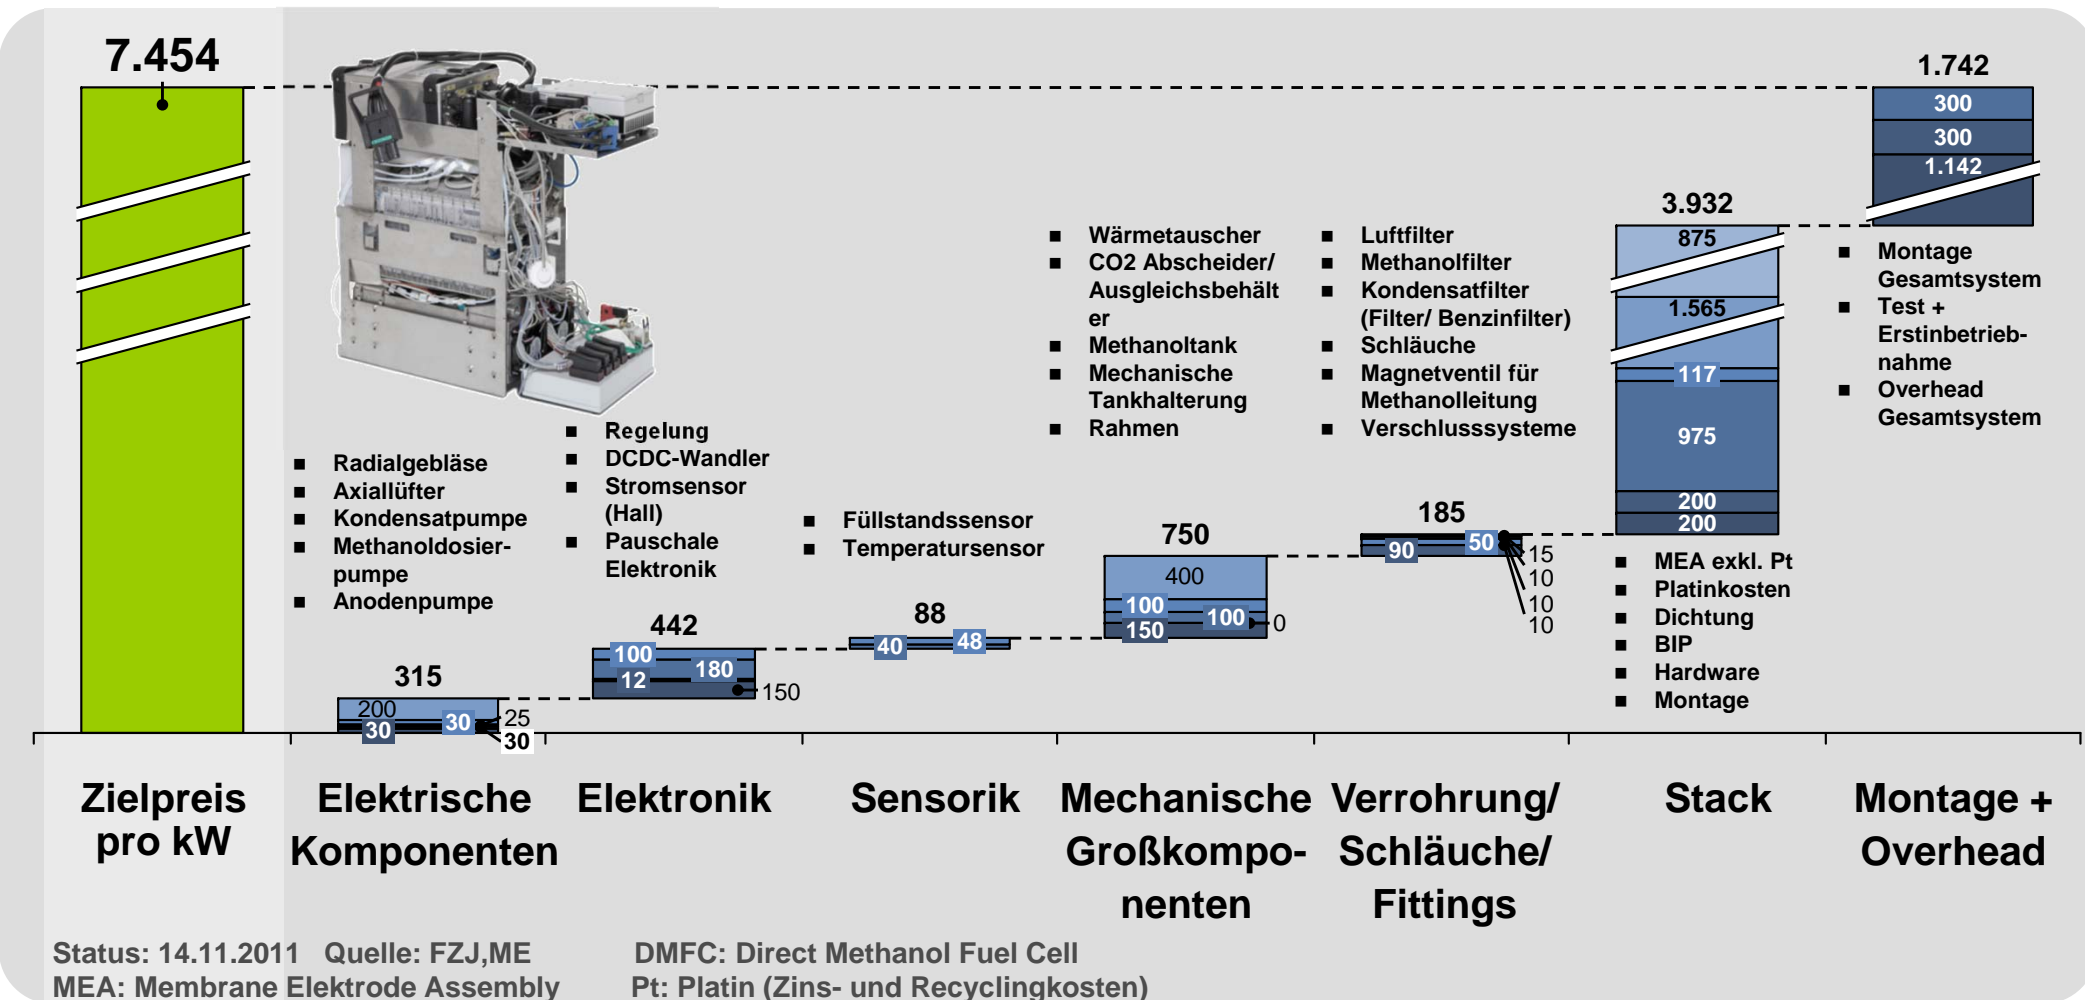 7.454
315
200
30
30
25
30
442
100
180
12
150
88
40
48
750
400
100
100
150
0
185
50
90
15
10
10
10
3.932
875
1.565
117
975
200
200
1.742
300
300
1.142
■ Radialgebläse
■ Axiallüfter
■ Kondensatpumpe
■ Methanoldosier-
pumpe
■ Anodenpumpe
■ Regelung
■ DCDC-Wandler
■ Stromsensor
(Hall)
■ Pauschale
Elektronik
■ Füllstandssensor
■ Temperatursensor
■ Wärmetauscher
■ CO2 Abscheider/
Ausgleichsbehält
er
■ Methanoltank
■ Mechanische
Tankhalterung
■ Rahmen
■ Luftfilter
■ Methanolfilter
■ Kondensatfilter
(Filter/ Benzinfilter)
■ Schläuche
■ Magnetventil für
Methanolleitung
■ Verschlusssysteme
■ MEA exkl. Pt
■ Platinkosten
■ Dichtung
■ BIP
■ Hardware
■ Montage
■ Montage
Gesamtsystem
■ Test +
Erstinbetrieb-
nahme
■ Overhead
Gesamtsystem
Zielpreis
pro kW
Elektrische
Komponenten
Elektronik
Sensorik
Mechanische
Großkompo-
nenten
Verrohrung/
Schläuche/
Fittings
Stack
Montage +
Overhead
Status: 14.11.2011 Quelle: FZJ,ME
DMFC: Direct Methanol Fuel Cell
MEA: Membrane Elektrode Assembly
Pt: Platin (Zins- und Recyclingkosten)